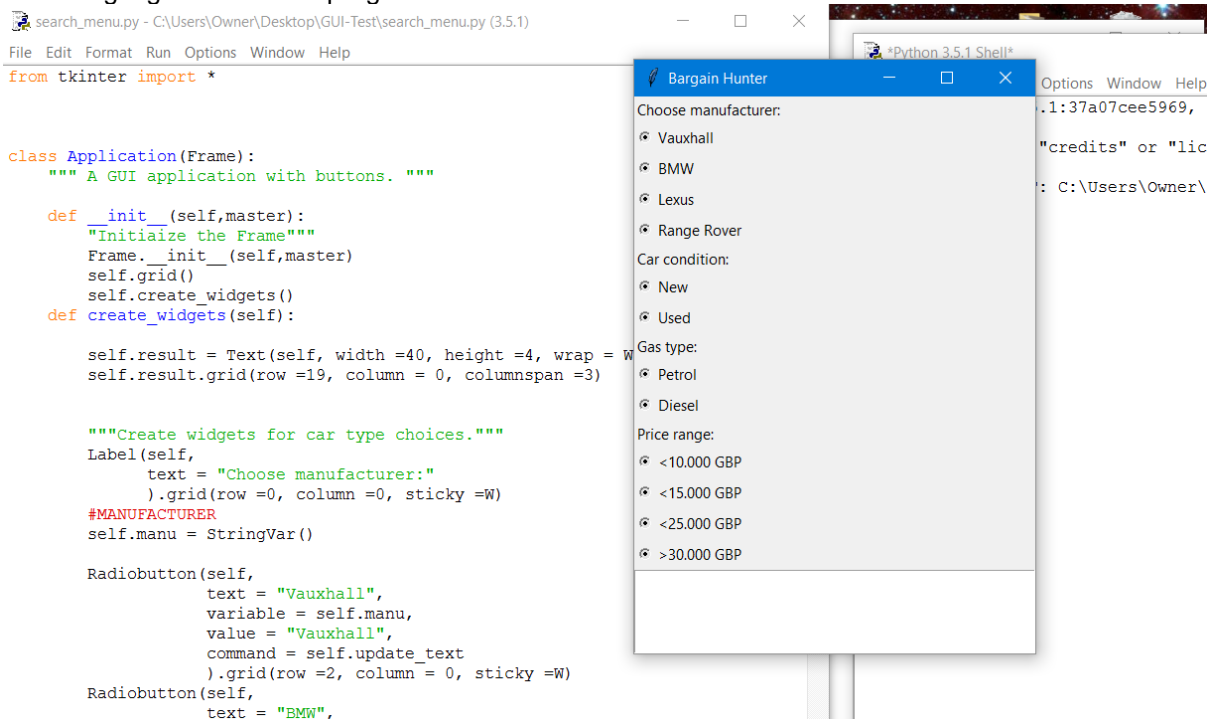 search_menu.py - C:\Users\Owner\Desktop\GUI-Test\search_menu.py (3.5.1)
File Edit Format Run Options Window Help
from tkinter import *
class Application(Frame):
""" A GUI application with buttons. """
def __init__(self,master):
"Initiaize the Frame"""
Frame.__init__(self,master)
self.grid()
self.create_widgets()
def create_widgets(self):
self.result = Text(self, width =40, height =4, wrap = W
self.result.grid(row =19, column = 0, columnspan =3)
"""Create widgets for car type choices."""
Label(self,
text = "Choose manufacturer:"
).grid(row =0, column =0, sticky =W)
#MANUFACTURER
self.manu = StringVar()
Radiobutton(self,
text = "Vauxhall",
variable = self.manu,
value = "Vauxhall",
command = self.update_text
).grid(row =2, column = 0, sticky =W)
Radiobutton(self,
text = "BMW",
*Python 3.5.1 Shell*
Options Window Help
.1:37a07cee5969,
"credits" or "lic
: C:\Users\Owner\
Bargain Hunter
Choose manufacturer:
Vauxhall
BMW
Lexus
Range Rover
Car condition:
New
Used
Gas type:
Petrol
Diesel
Price range:
<10.000 GBP
<15.000 GBP
<25.000 GBP
>30.000 GBP